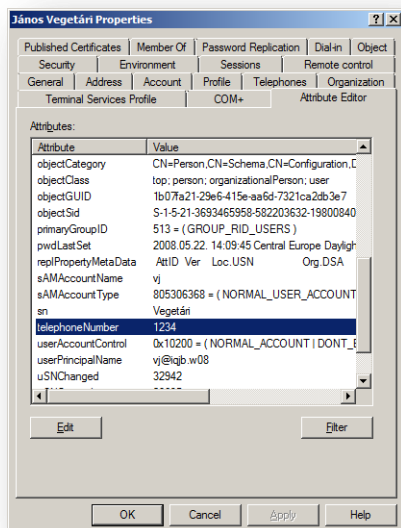 János Vegetári Properties
Published Certificates Member Of Password Replication Dial-in Object
Security Environment Sessions Remote control
General Address Account Profile Telephones Organization
Terminal Services Profile COM+ Attribute Editor
Attributes:
Attribute Value
objectCategory CN=Person,CN=Schema,CN=Configuration,D
objectClass top; person; organizationalPerson; user
objectGUID 1b07fa21-29e6-415e-aa6d-7321ca2db3e7
objectSid S-1-5-21-3693465958-582203632-19800840
primaryGroupID 513 = ( GROUP_RID_USERS )
pwdLastSet 2008.05.22. 14:09:45 Central Europe Dayligh
replPropertyMetaData AttID Ver Loc.USN Org.DSA
sAMAccountName vj
sAMAccountType 805306368 = ( NORMAL_USER_ACCOUNT
sn Vegetári
telephoneNumber 1234
userAccountControl 0x10200 = ( NORMAL_ACCOUNT | DONT_E
userPrincipalName vj@iqjb.w08
uSNChanged 32942
Edit Filter
OK Cancel Apply Help